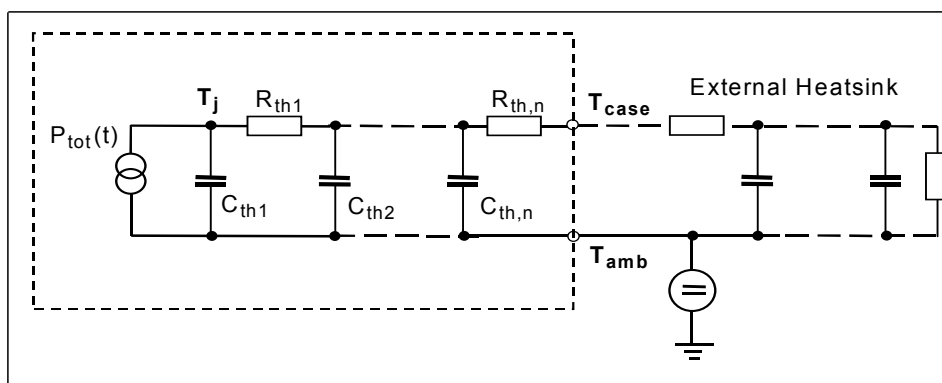 External Heatsink
Tj
Rth1
Rth,n
Tcase
Ptot(t)
Cth1
Cth2
Cth,n
Tamb